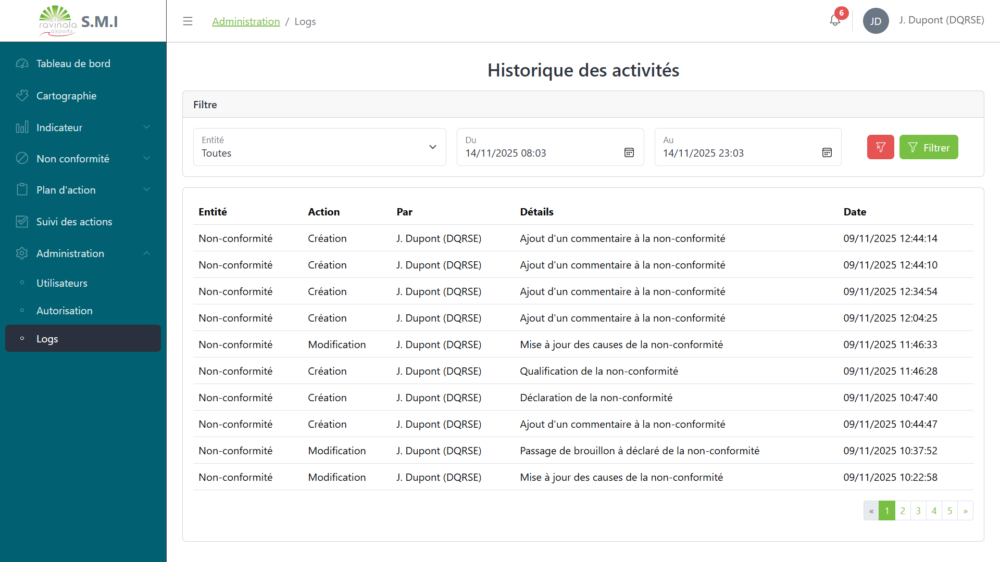 ravinala
airports
S.M.I
Administration / Logs
6
JD
J. Dupont (DQRSE)
Tableau de bord
Cartographie
Indicateur
Non conformité
Plan d'action
Suivi des actions
Administration
Utilisateurs
Autorisation
Logs
Historique des activités
Filtre
Entité
Toutes
Du
14/11/2025 08:03
Au
14/11/2025 23:03
Filtrer
Entité Action Par Détails Date
Non-conformité Création J. Dupont (DQRSE) Ajout d'un commentaire à la non-conformité 09/11/2025 12:44:14
Non-conformité Création J. Dupont (DQRSE) Ajout d'un commentaire à la non-conformité 09/11/2025 12:44:10
Non-conformité Création J. Dupont (DQRSE) Ajout d'un commentaire à la non-conformité 09/11/2025 12:34:54
Non-conformité Création J. Dupont (DQRSE) Ajout d'un commentaire à la non-conformité 09/11/2025 12:04:25
Non-conformité Modification J. Dupont (DQRSE) Mise à jour des causes de la non-conformité 09/11/2025 11:46:33
Non-conformité Création J. Dupont (DQRSE) Qualification de la non-conformité 09/11/2025 11:46:28
Non-conformité Création J. Dupont (DQRSE) Déclaration de la non-conformité 09/11/2025 10:47:40
Non-conformité Création J. Dupont (DQRSE) Ajout d'un commentaire à la non-conformité 09/11/2025 10:44:47
Non-conformité Modification J. Dupont (DQRSE) Passage de brouillon à déclaré de la non-conformité 09/11/2025 10:37:52
Non-conformité Modification J. Dupont (DQRSE) Mise à jour des causes de la non-conformité 09/11/2025 10:22:58
« 1 2 3 4 5 »